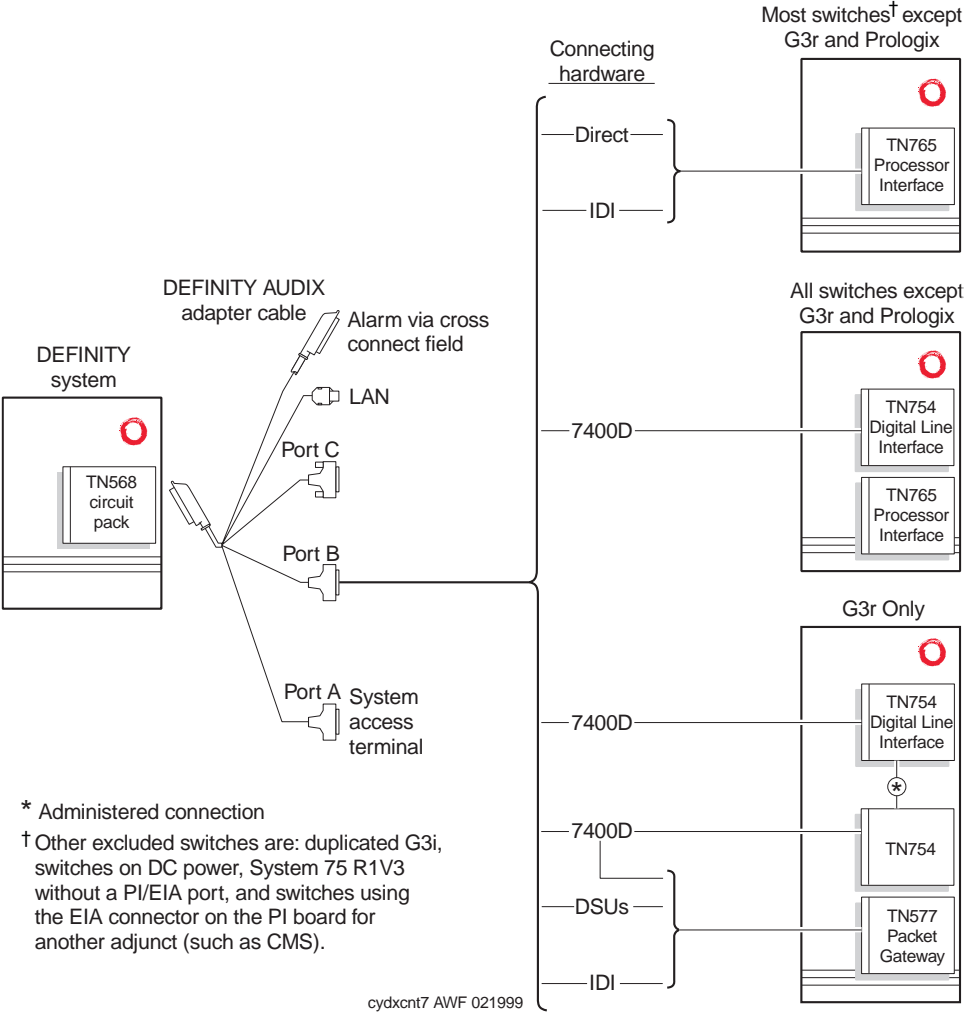 Most switches† except
G3r and Prologix
Connecting
hardware
Direct
IDI
TN765
Processor
Interface
All switches except
G3r and Prologix
DEFINITY AUDIX
adapter cable
Alarm via cross
connect field
DEFINITY
system
LAN
7400D
TN754
Digital Line
Interface
Port C
TN568
circuit
pack
TN765
Processor
Interface
Port B
G3r Only
Port A
System
access
terminal
7400D
TN754
Digital Line
Interface
*
* Administered connection
† Other excluded switches are: duplicated G3i,
switches on DC power, System 75 R1V3
without a PI/EIA port, and switches using
the EIA connector on the PI board for
another adjunct (such as CMS).
7400D
TN754
DSUs
TN577
Packet
Gateway
IDI
cydxcnt7 AWF 021999